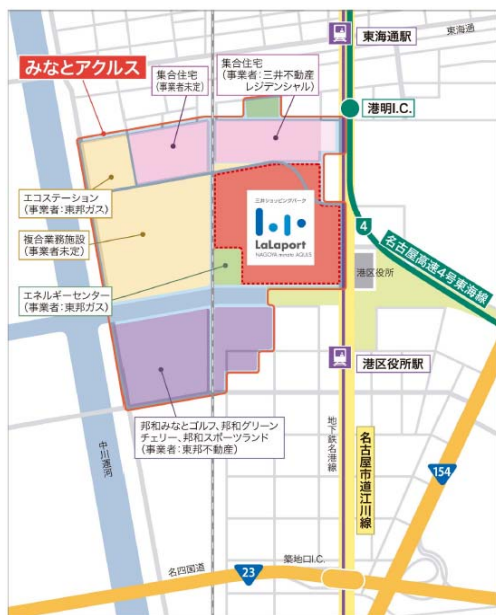 東海通駅
東海通
集合住宅
(事業者:三井不動産
レジデンシャル)
集合住宅
(事業者未定)
みなとアクルス
港明I.C.
エコステーション
(事業者:東邦ガス)
三井ショッピングパーク
LaLaport
NAGOYA minato AQULS
複合業務施設
(事業者未定)
4
名古屋高速4号東海線
港区役所
エネルギーセンター
(事業者:東邦ガス)
港区役所駅
邦和みなとゴルフ、邦和グリーン
チェリー、邦和スポーツランド
(事業者:東邦不動産)
中川運河
地下鉄名港線
名古屋市道江川線
154
築地口I.C.
名四国道
23